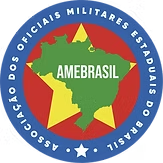 ASSOCIAÇÃO DOS OFICIAIS MILITARES ESTADUAIS DO BRASIL
AMEBRASIL